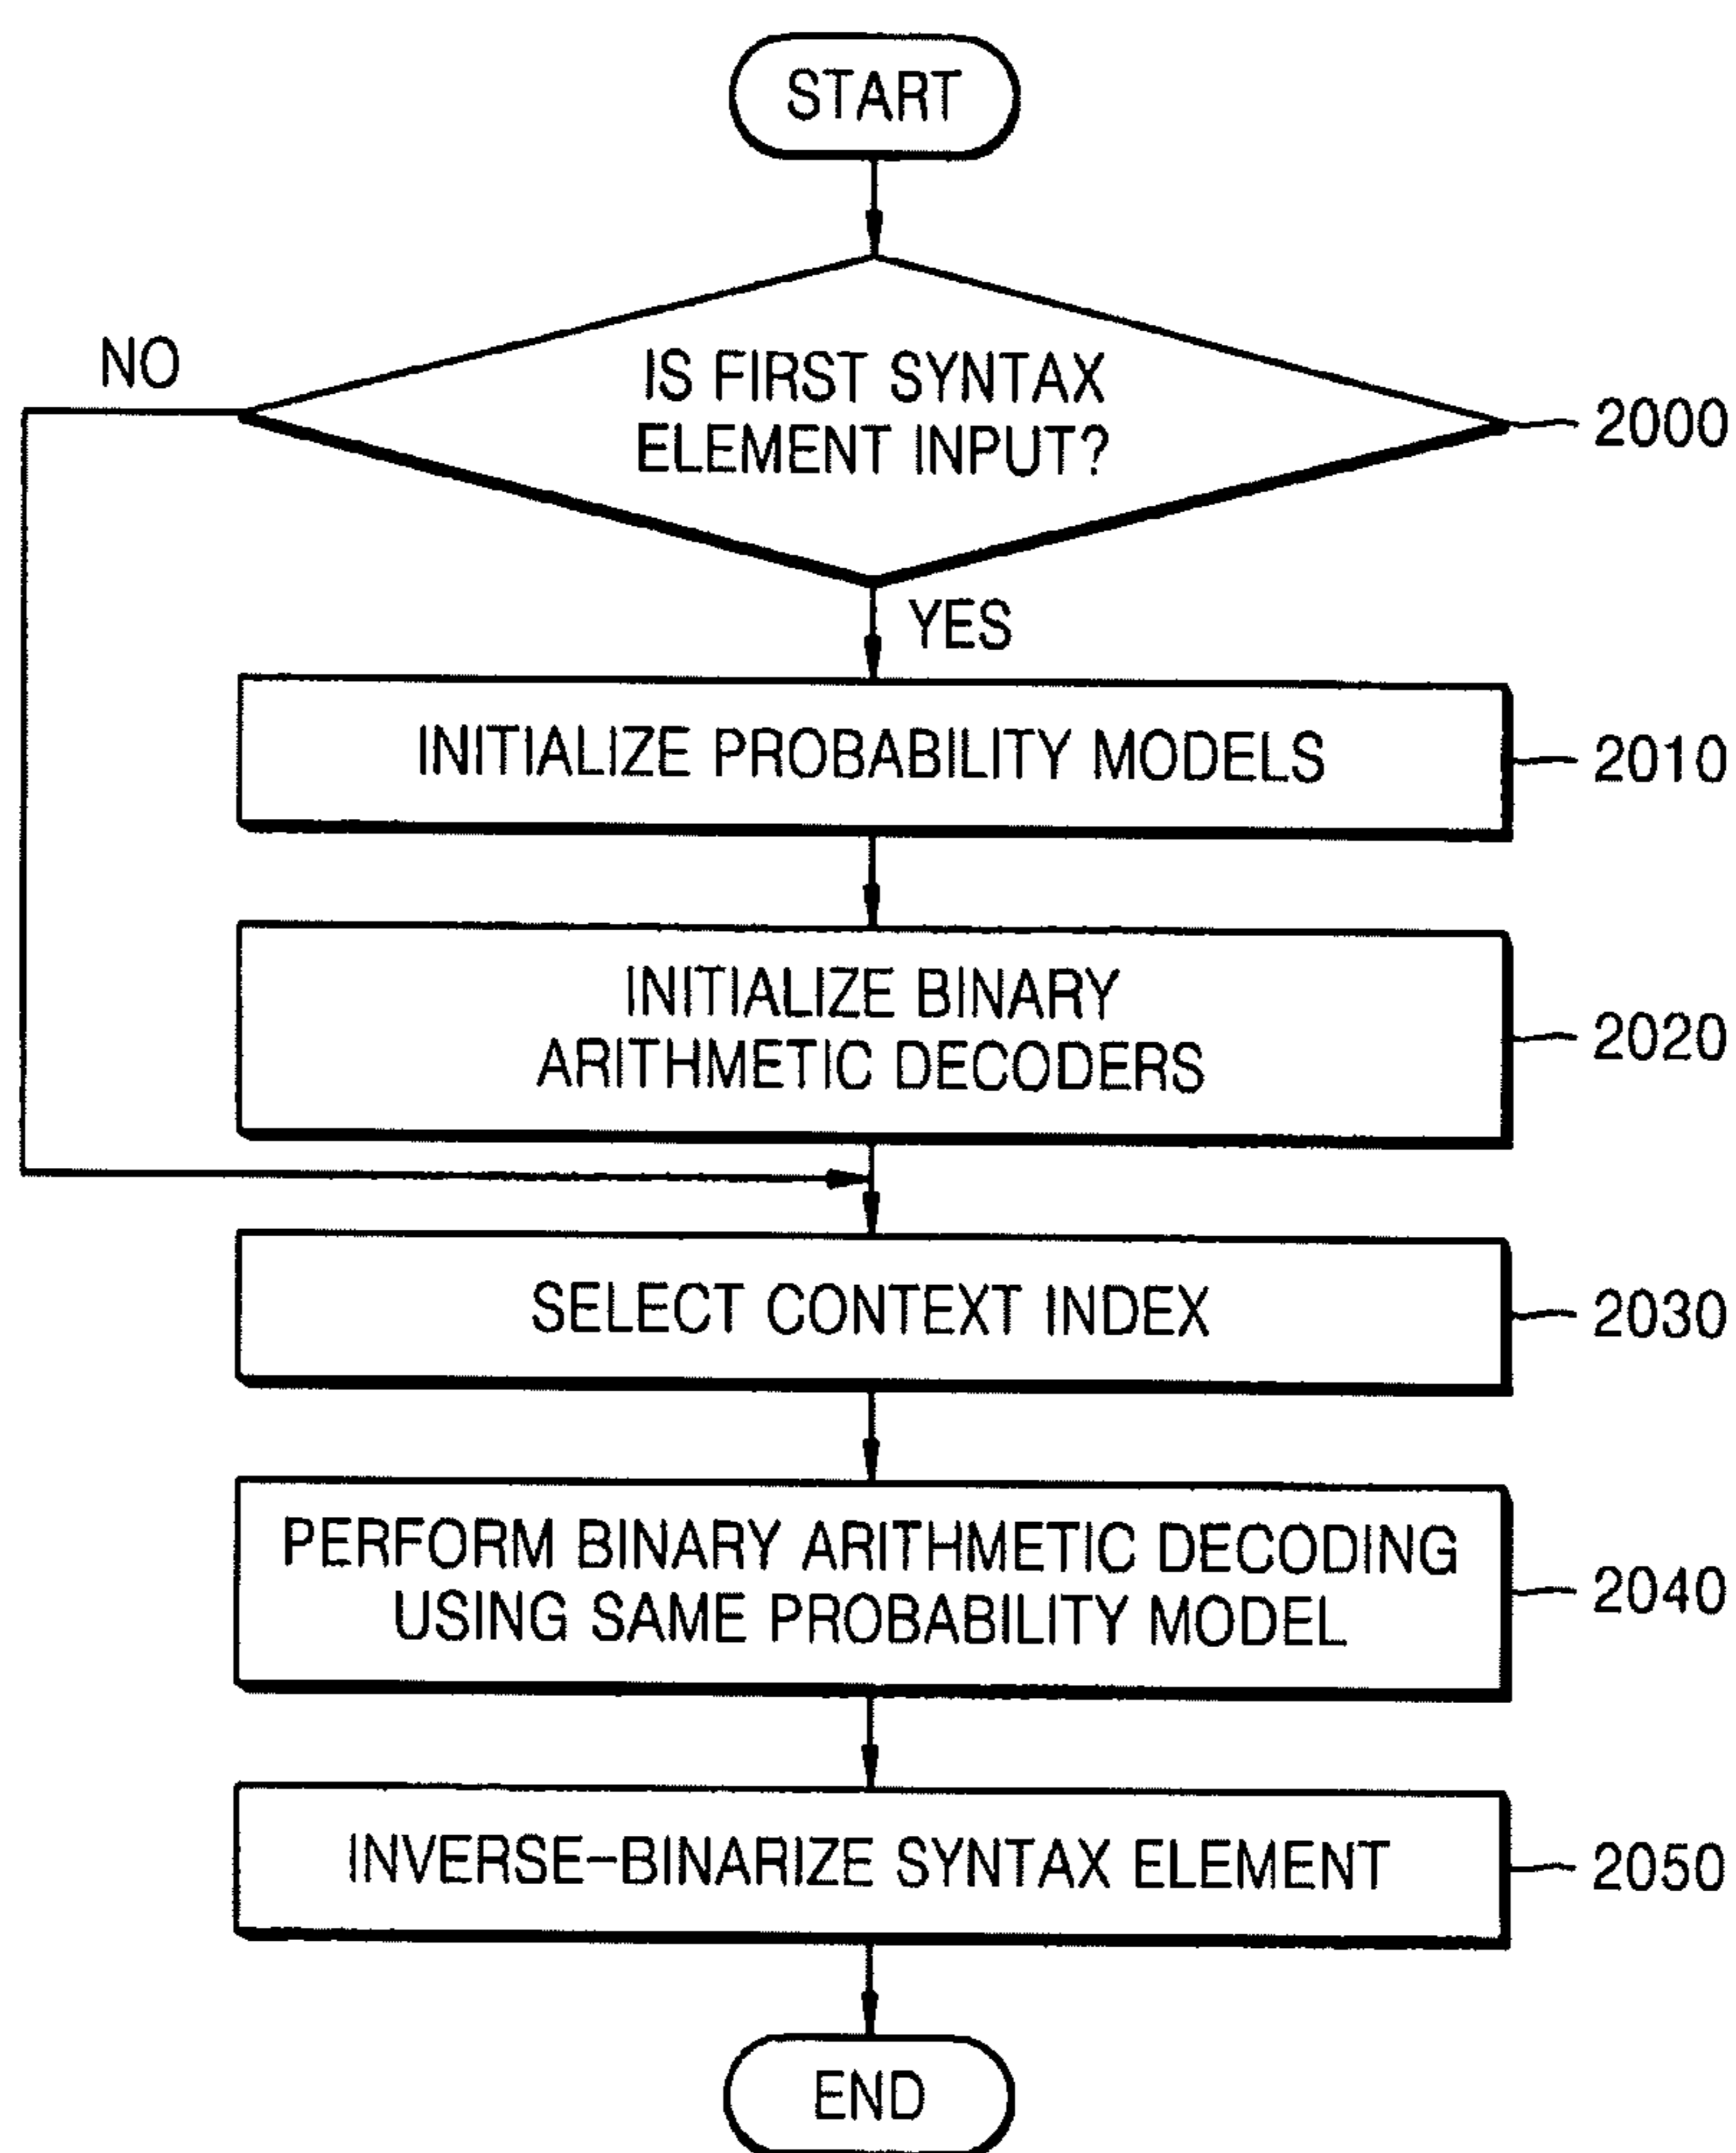 START
NO
IS FIRST SYNTAX
ELEMENT INPUT?
2000
YES
INITIALIZE PROBABILITY MODELS
2010
INITIALIZE BINARY
ARITHMETIC DECODERS
2020
SELECT CONTEXT INDEX
2030
PERFORM BINARY ARITHMETIC DECODING
USING SAME PROBABILITY MODEL
2040
INVERSE-BINARIZE SYNTAX ELEMENT
2050
END